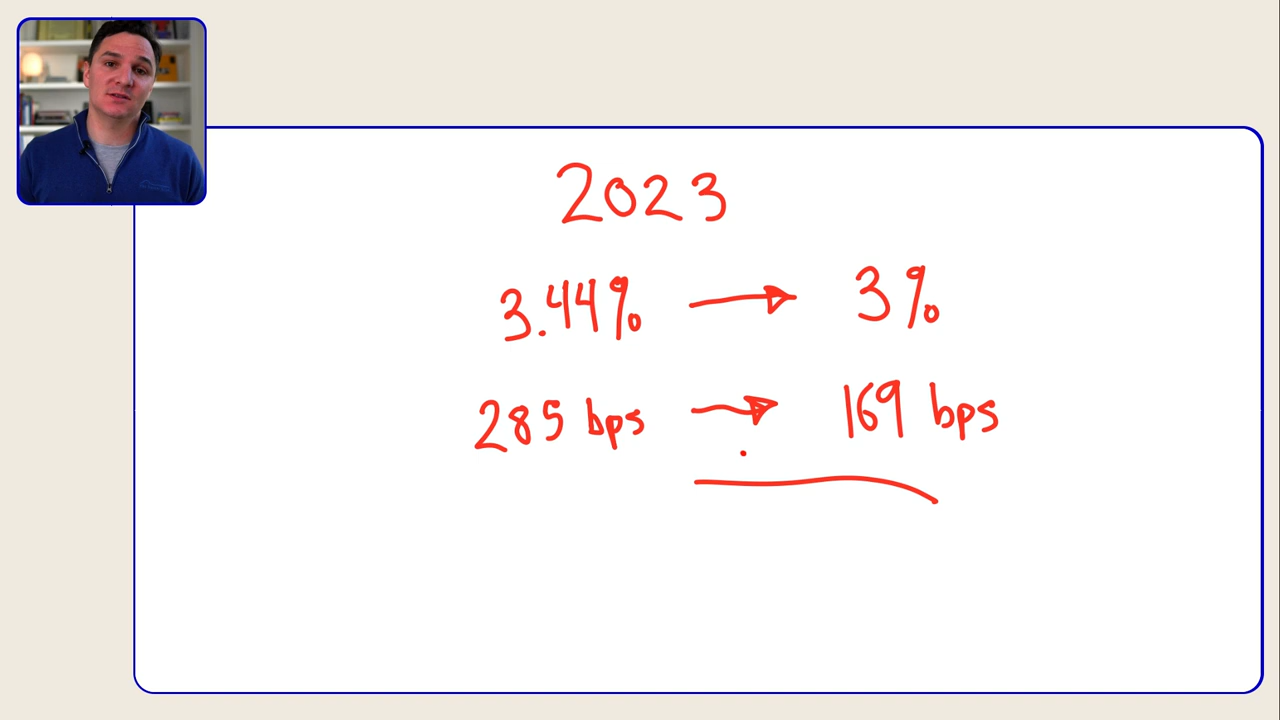 2023
3.44% → 3%
285 bps → 169 bps